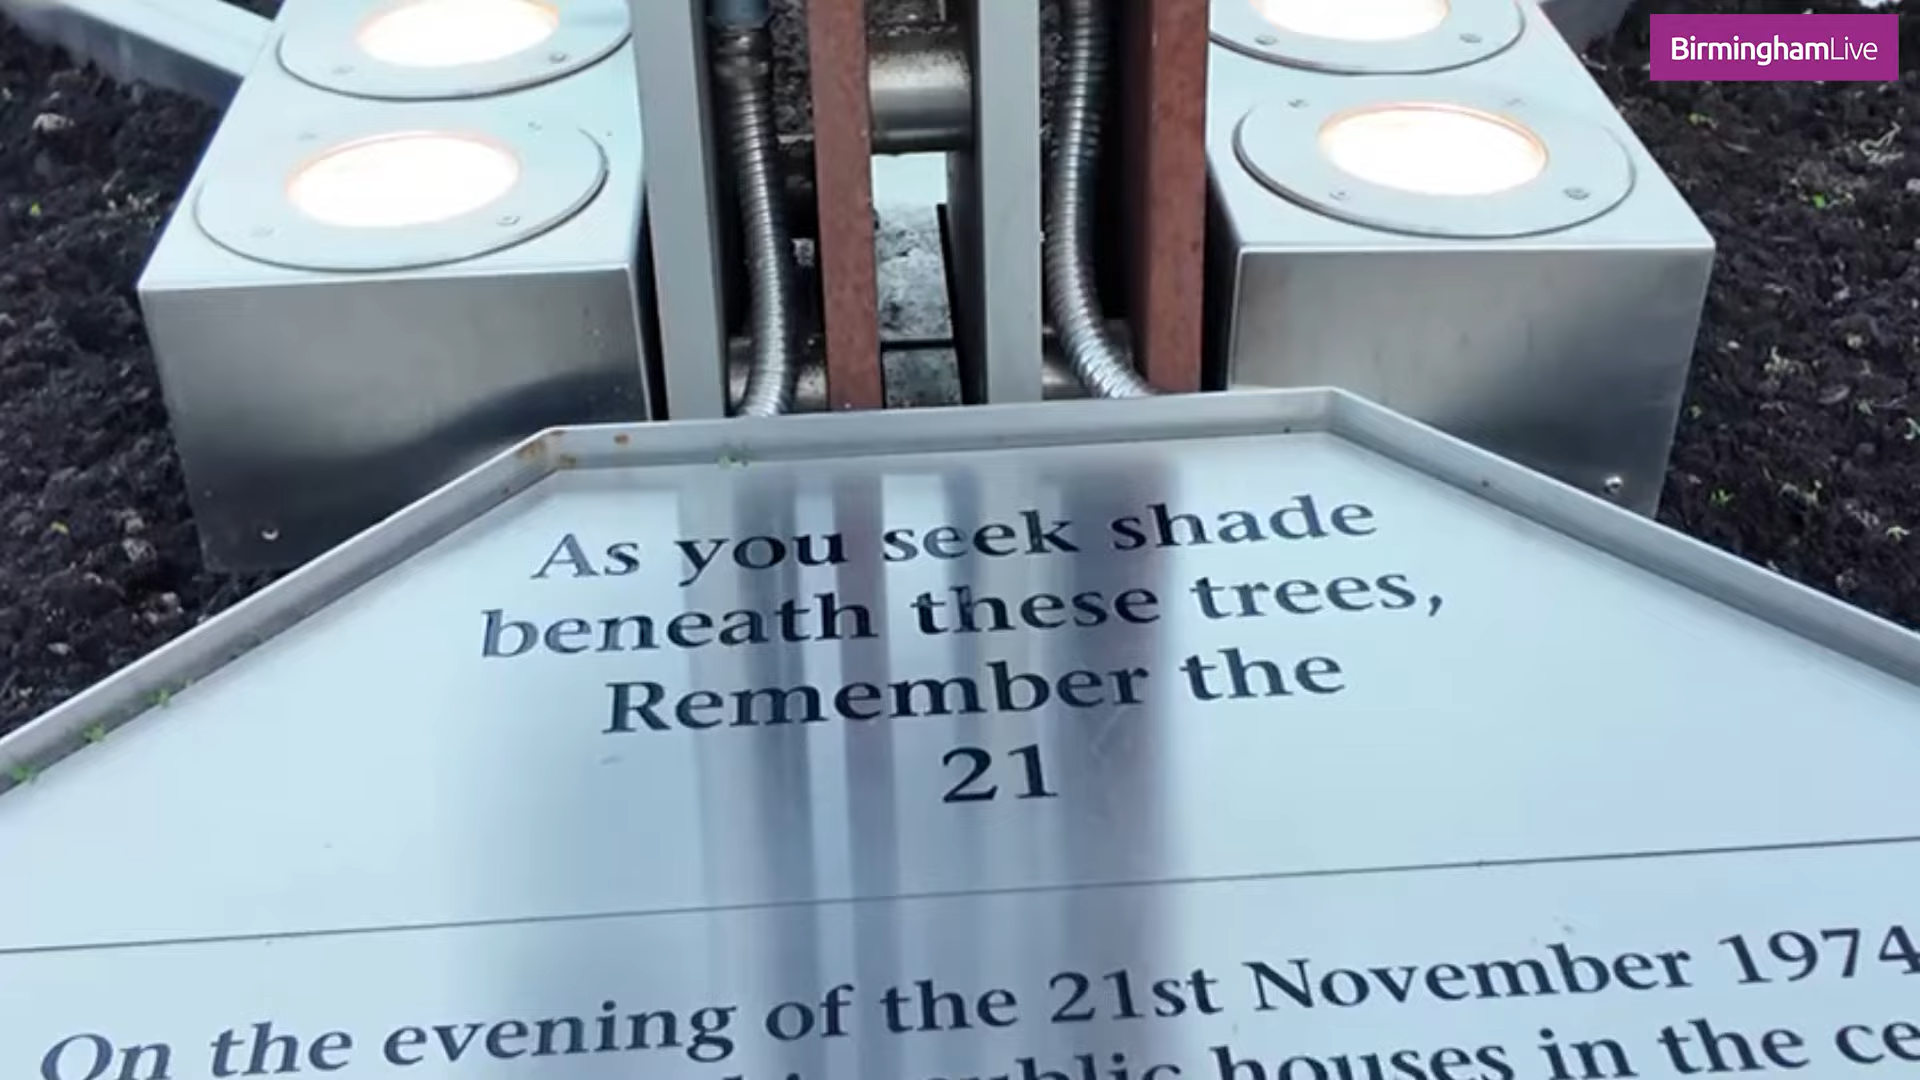 BirminghamLive
As you seek shade
beneath these trees,
Remember the
21
On the evening of the 21st November 1974
public houses in the ce